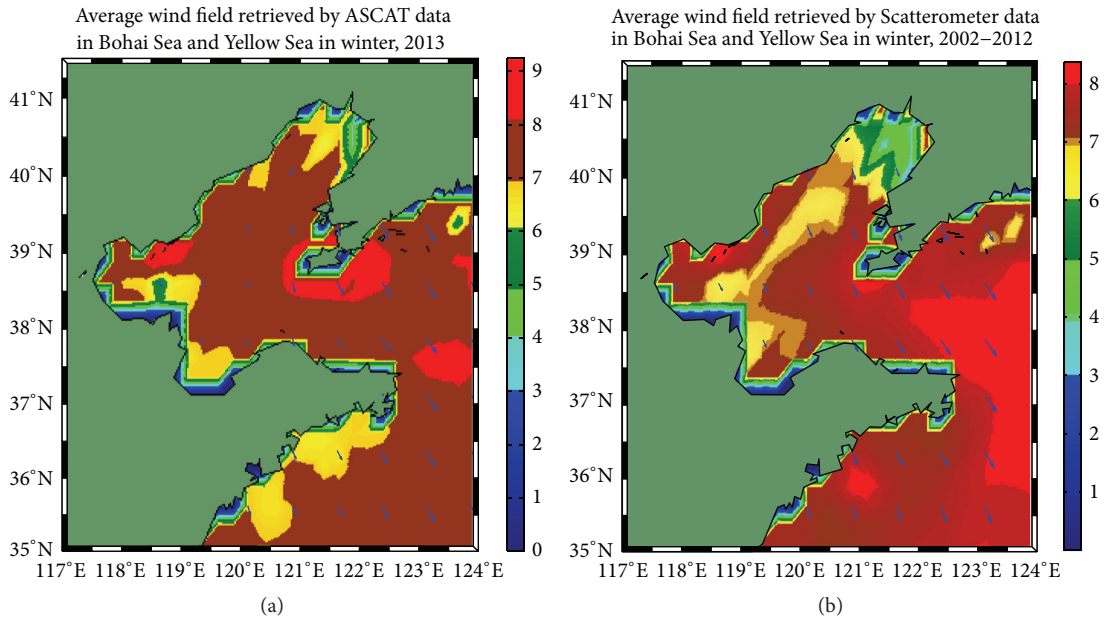 Average wind field retrieved by ASCAT data
in Bohai Sea and Yellow Sea in winter, 2013
41°N
40°N
39°N
38°N
37°N
36°N
35°N
117°E 118°E 119°E 120°E 121°E 122°E 123°E 124°E
9
8
7
6
5
4
3
2
1
0
(a)
Average wind field retrieved by Scatterometer data
in Bohai Sea and Yellow Sea in winter, 2002–2012
41°N
40°N
39°N
38°N
37°N
36°N
35°N
117°E 118°E 119°E 120°E 121°E 122°E 123°E 124°E
8
7
6
5
4
3
2
1
(b)